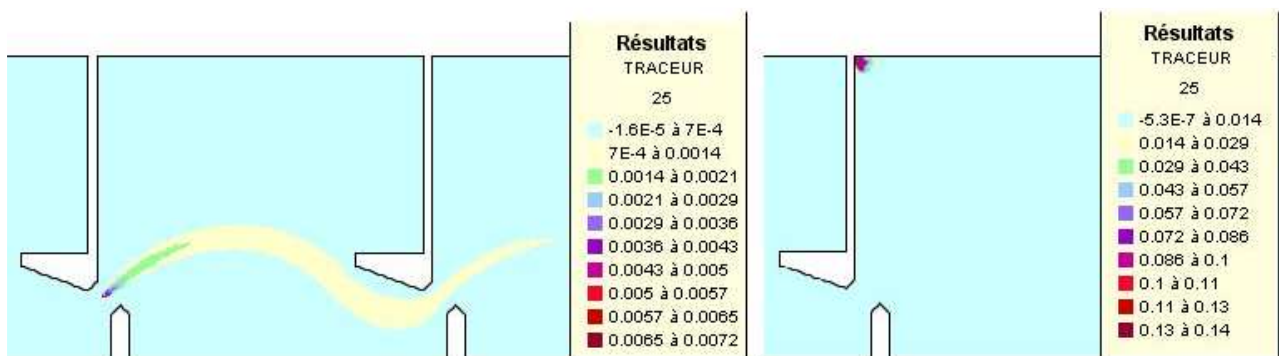 Résultats
TRACEUR
25
-1.6E-5 à 7E-4
7E-4 à 0.0014
0.0014 à 0.0021
0.0021 à 0.0029
0.0029 à 0.0036
0.0036 à 0.0043
0.0043 à 0.005
0.005 à 0.0057
0.0057 à 0.0065
0.0065 à 0.0072
Résultats
TRACEUR
25
-5.3E-7 à 0.014
0.014 à 0.029
0.029 à 0.043
0.043 à 0.057
0.057 à 0.072
0.072 à 0.086
0.086 à 0.1
0.1 à 0.11
0.11 à 0.13
0.13 à 0.14